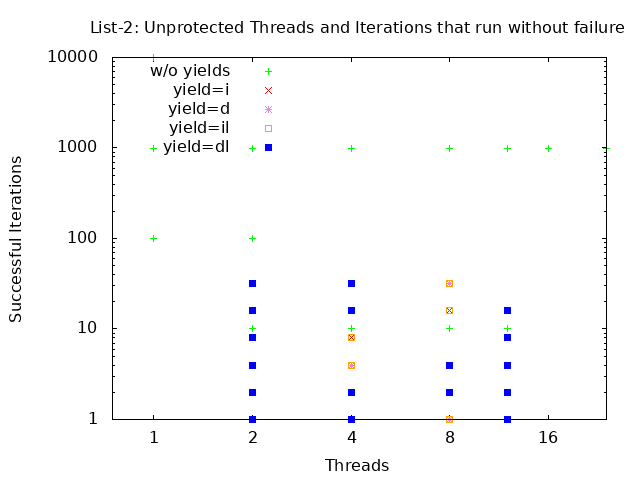 List-2: Unprotected Threads and Iterations that run without failure
10000
w/o yields
yield=i
yield=d
yield=il
yield=dl
1000
100
10
1
Successful Iterations
1 2 4 8 16
Threads